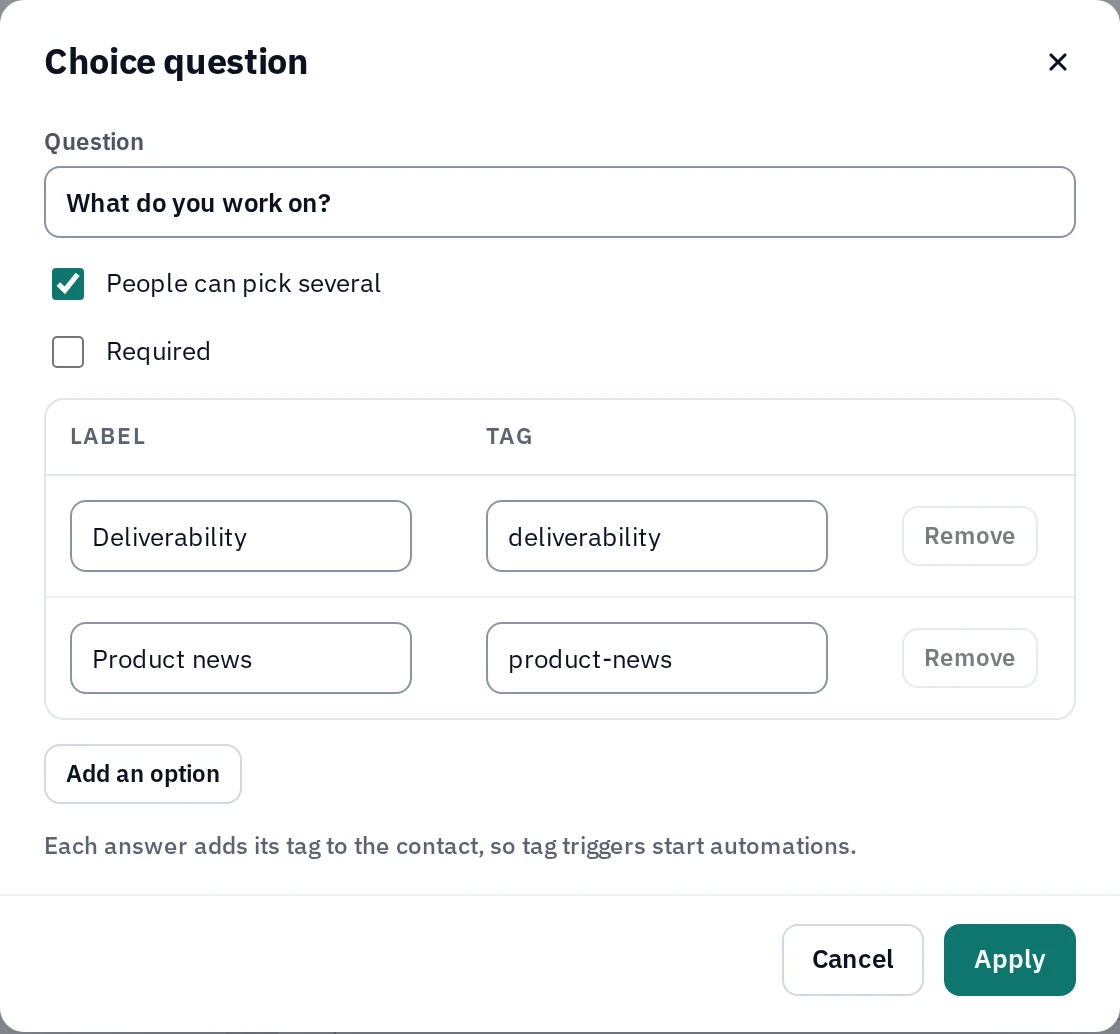 Choice question
Question
What do you work on?
People can pick several
Required
LABEL TAG
Deliverability deliverability Remove
Product news product-news Remove
Add an option
Each answer adds its tag to the contact, so tag triggers start automations.
Cancel Apply